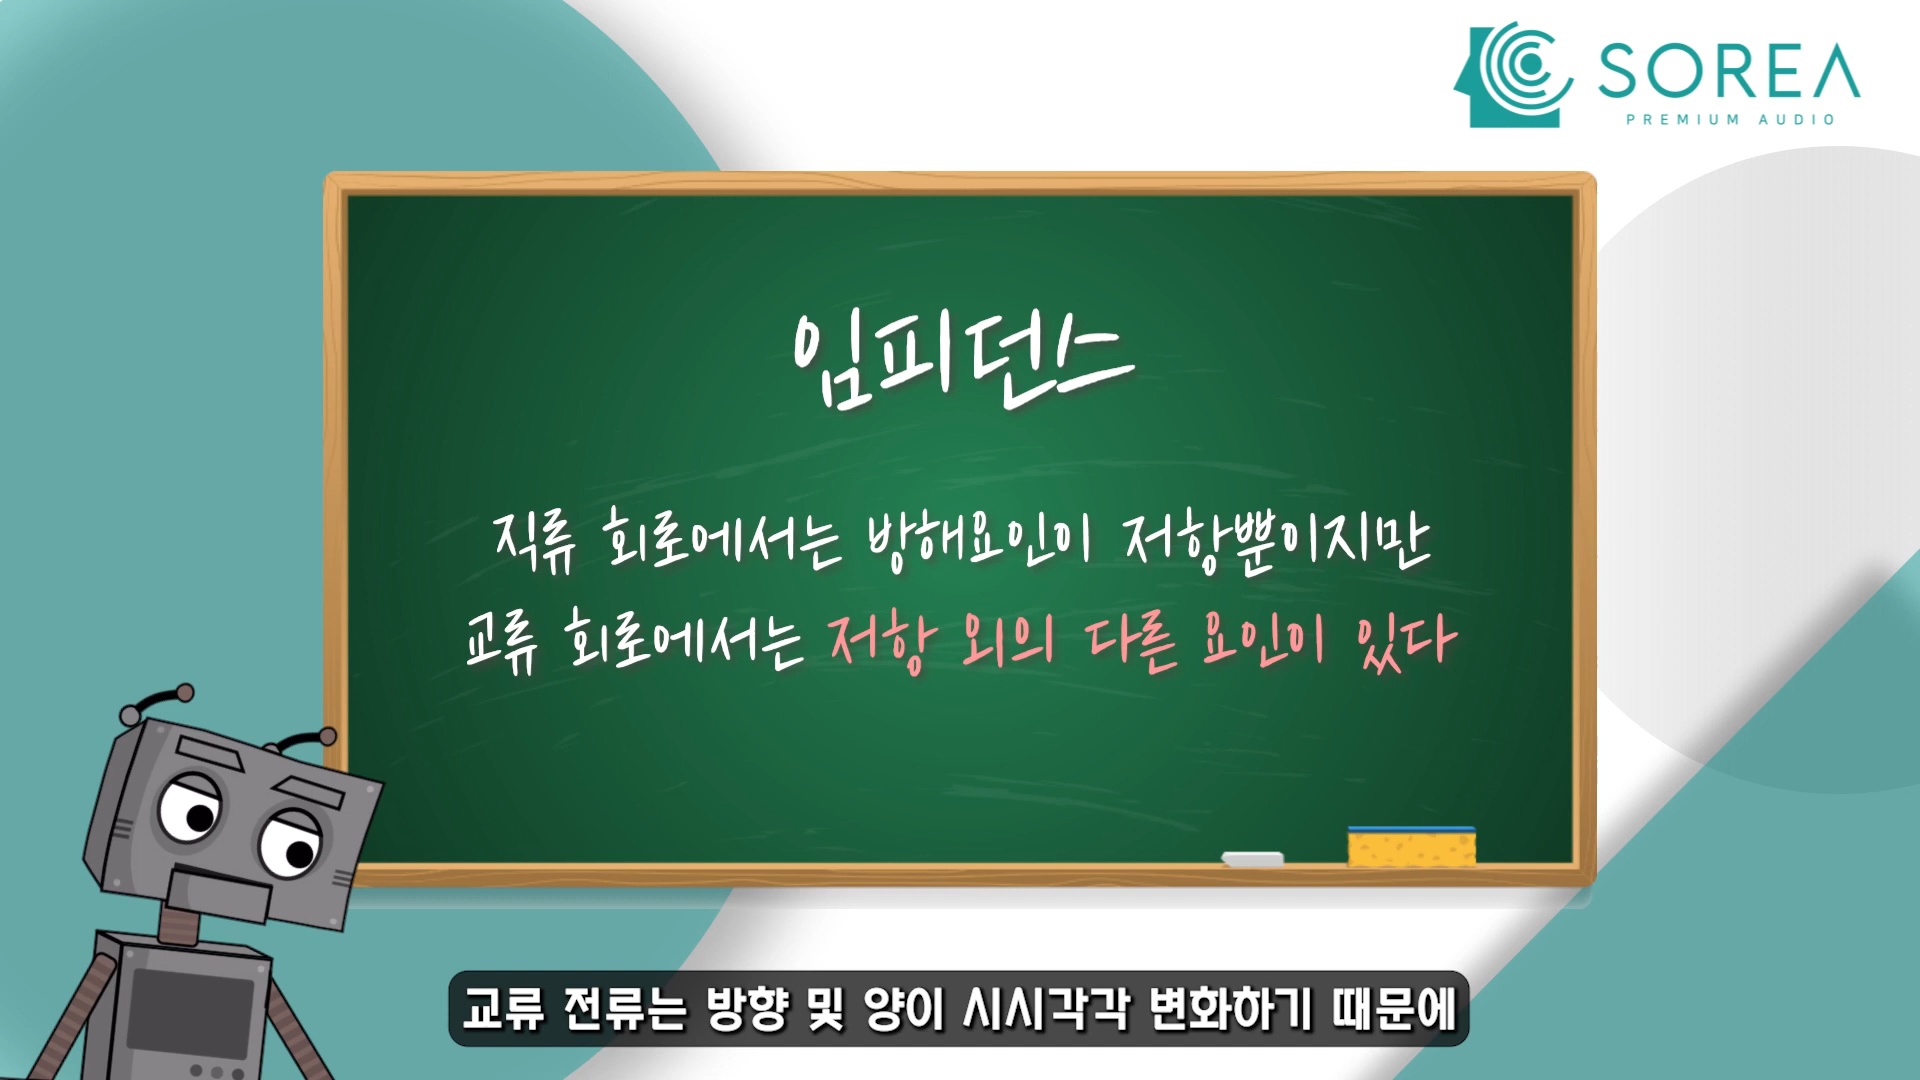 SOREA
PREMIUM AUDIO
임피던스
직류 회로에서는 방해요인이 저항뿐이지만
교류 회로에서는 저항 외의 다른 요인이 있다
교류 전류는 방향 및 양이 시시각각 변화하기 때문에